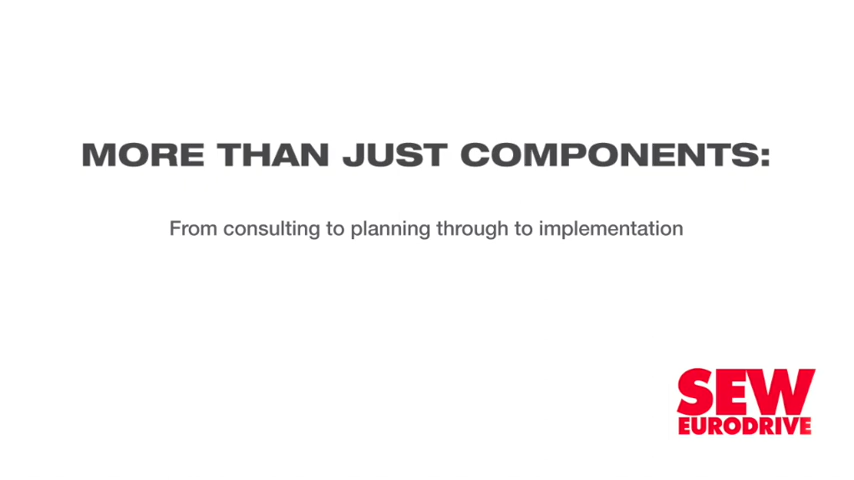 MORE THAN JUST COMPONENTS:
From consulting to planning through to implementation
SEW
EURODRIVE